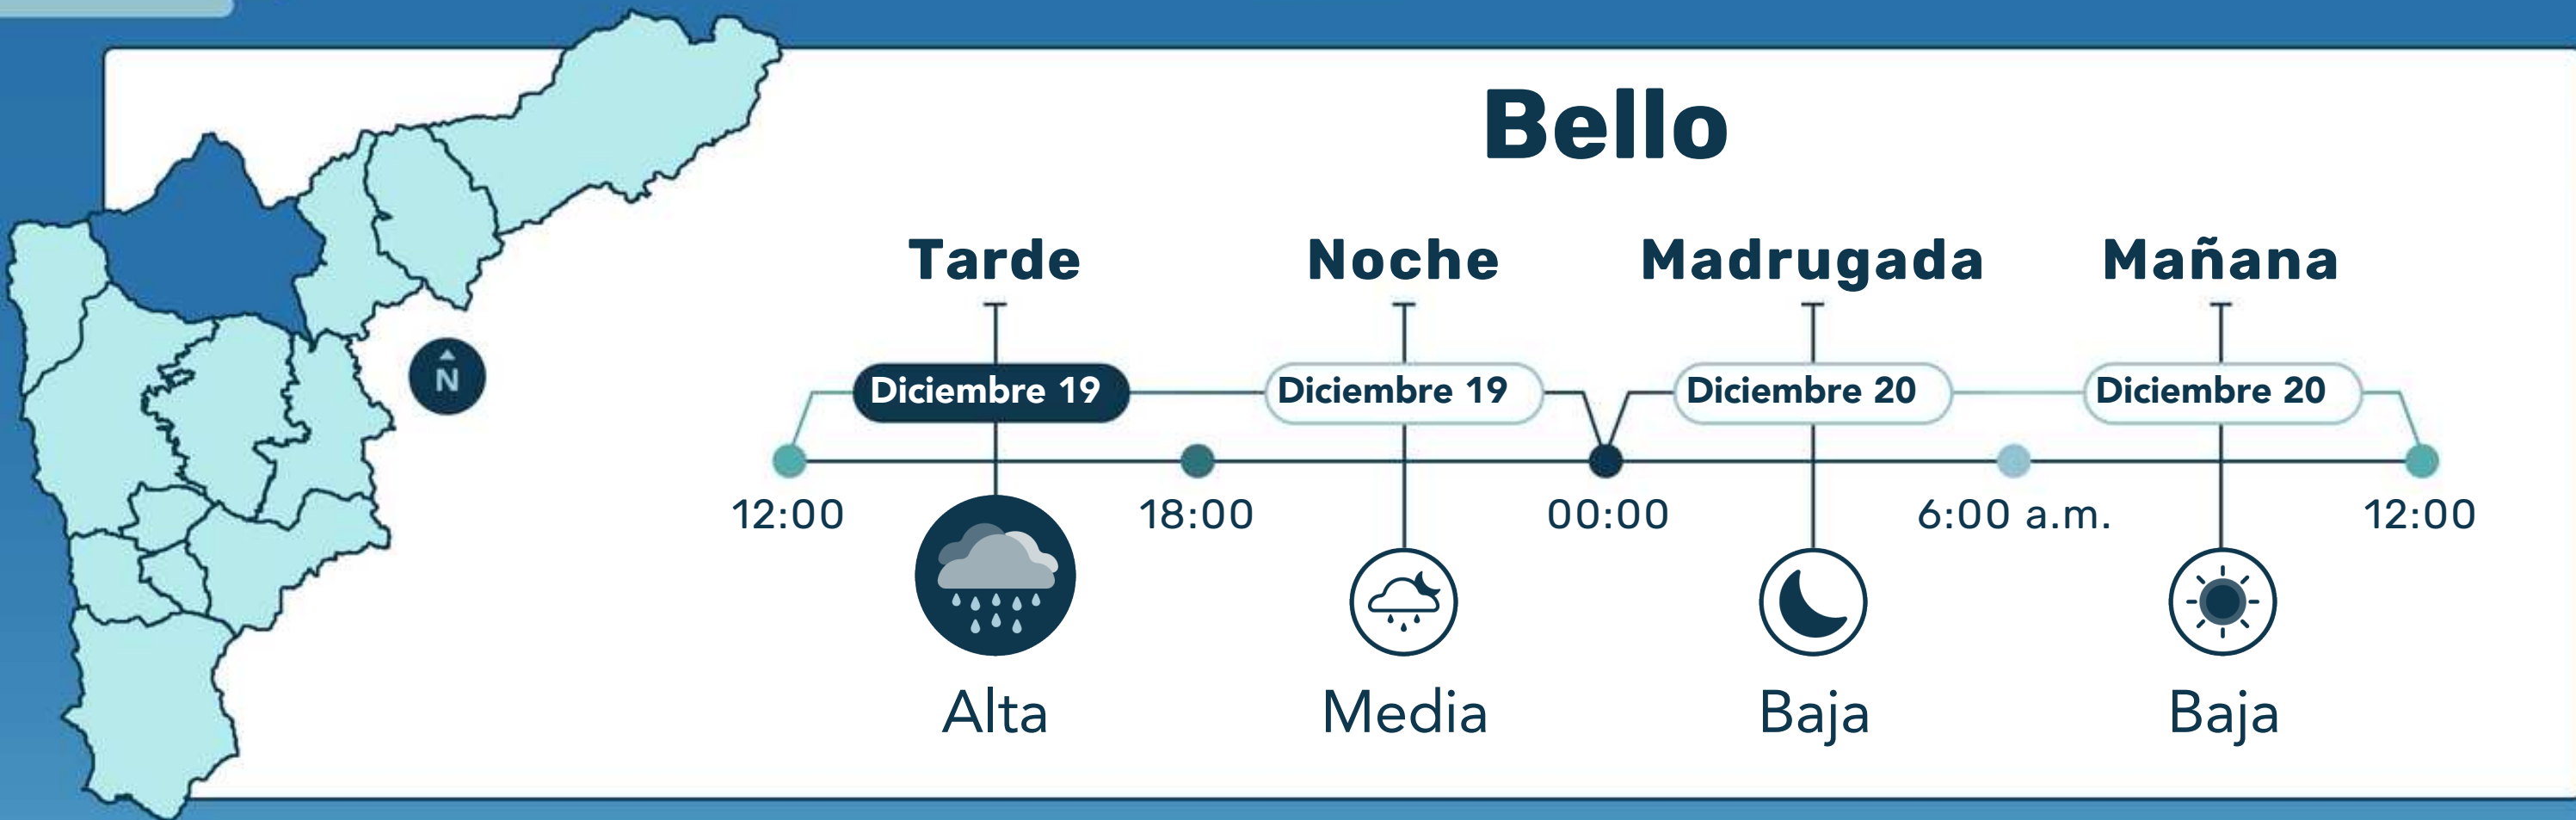 Bello
Tarde Noche Madrugada Mañana
Diciembre 19 Diciembre 19 Diciembre 20 Diciembre 20
N
12:00 18:00 00:00 6:00 a.m. 12:00
Alta Media Baja Baja